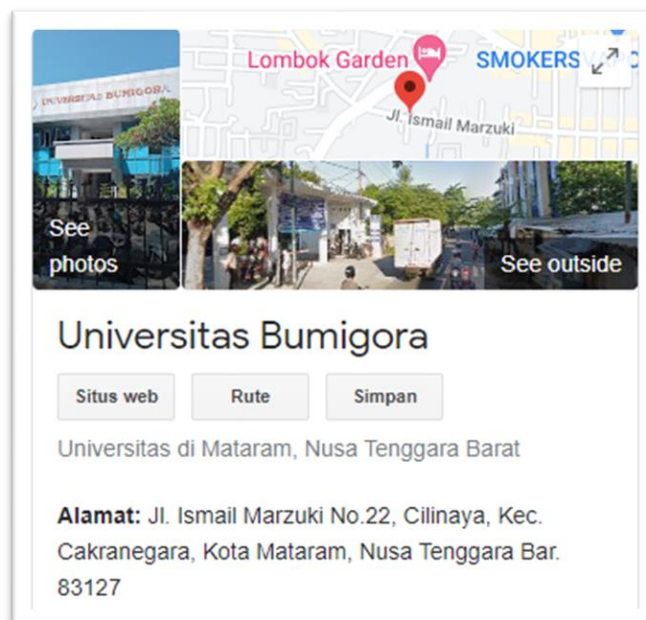 Lombok Garden
SMOKERS
Jl. Ismail Marzuki
UNIVERSITAS BUMIGORA
See
photos
See outside
Universitas Bumigora
Situs web
Rute
Simpan
Universitas di Mataram, Nusa Tenggara Barat
Alamat: Jl. Ismail Marzuki No.22, Cilinaya, Kec.
Cakranegara, Kota Mataram, Nusa Tenggara Bar.
83127